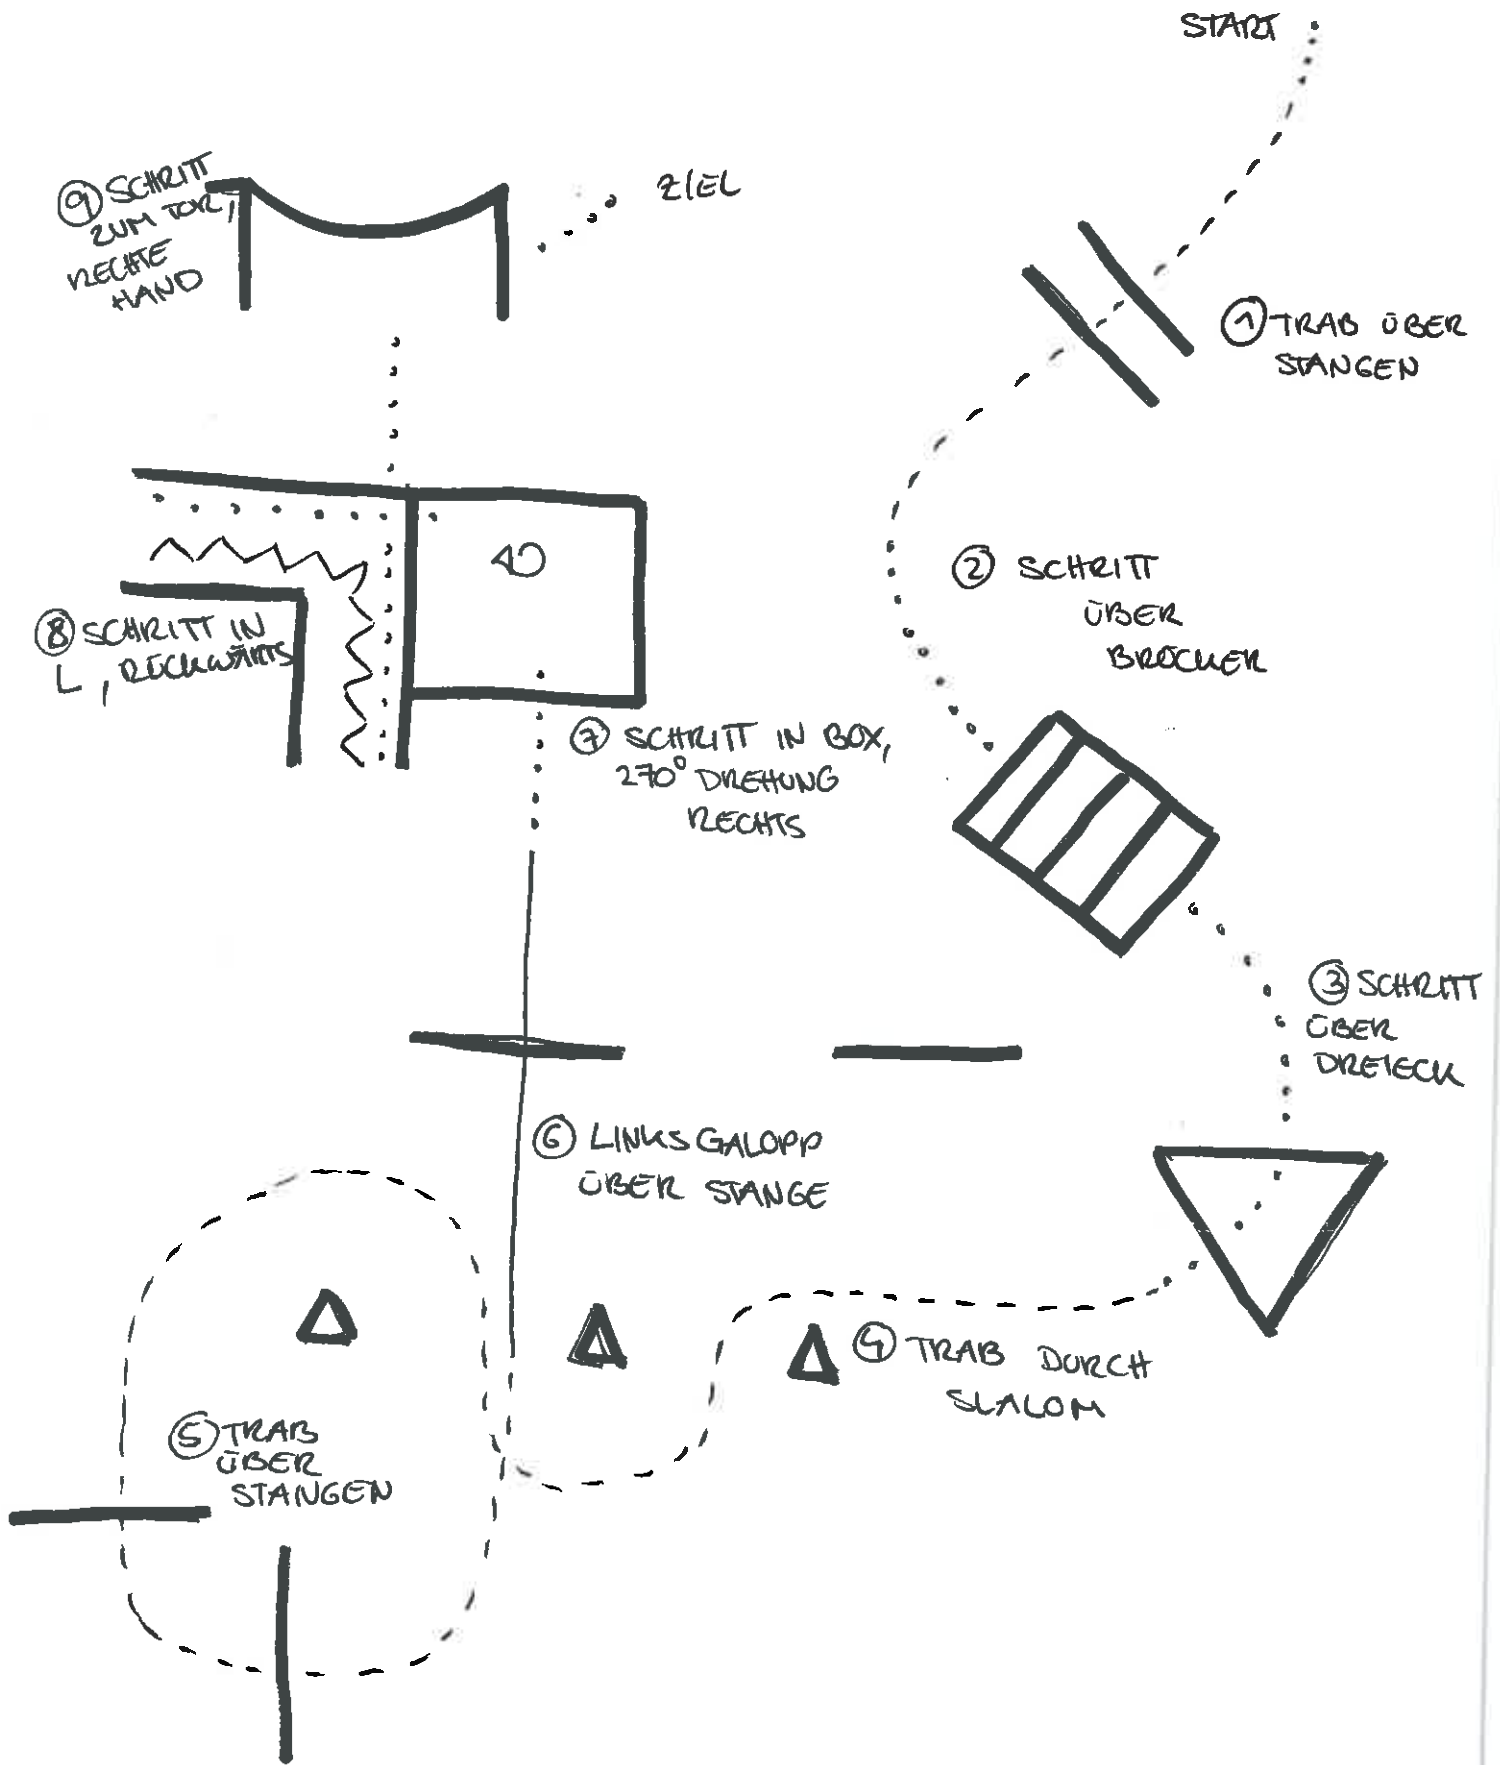 START
ZIEL
⑨ SCHRITT
ZUM TOR,
RECHTE
HAND
① TRAB ÜBER
STANGEN
② SCHRITT
ÜBER
BRÜCKER
⑧ SCHRITT IN
L, RÜCKWÄRTS
⑦ SCHRITT IN BOX,
270° DREHUNG
RECHTS
③ SCHRITT
ÜBER
DREIECK
⑥ LINKSGALOPP
ÜBER STANGE
④ TRAB DURCH
SLALOM
⑤ TRAB
ÜBER
STANGEN